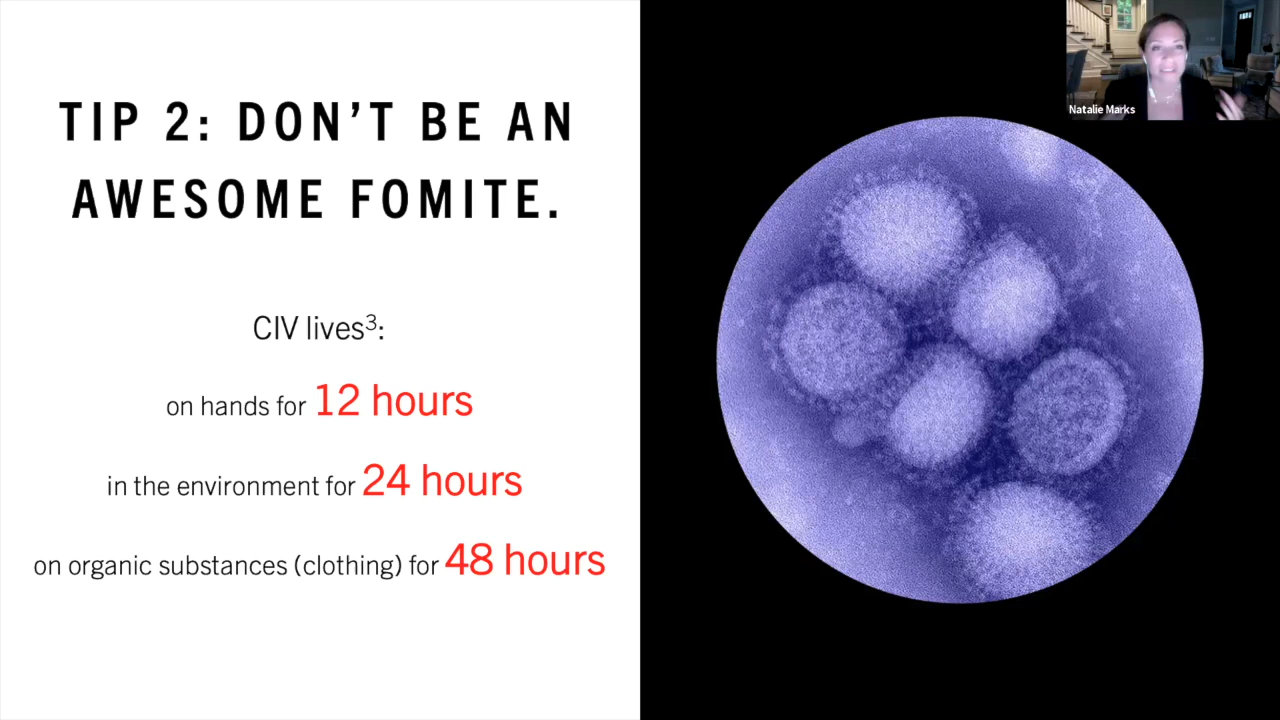 TIP 2: DON'T BE AN
AWESOME FOMITE.
CIV lives³:
on hands for 12 hours
in the environment for 24 hours
on organic substances (clothing) for 48 hours
Natalie Marks